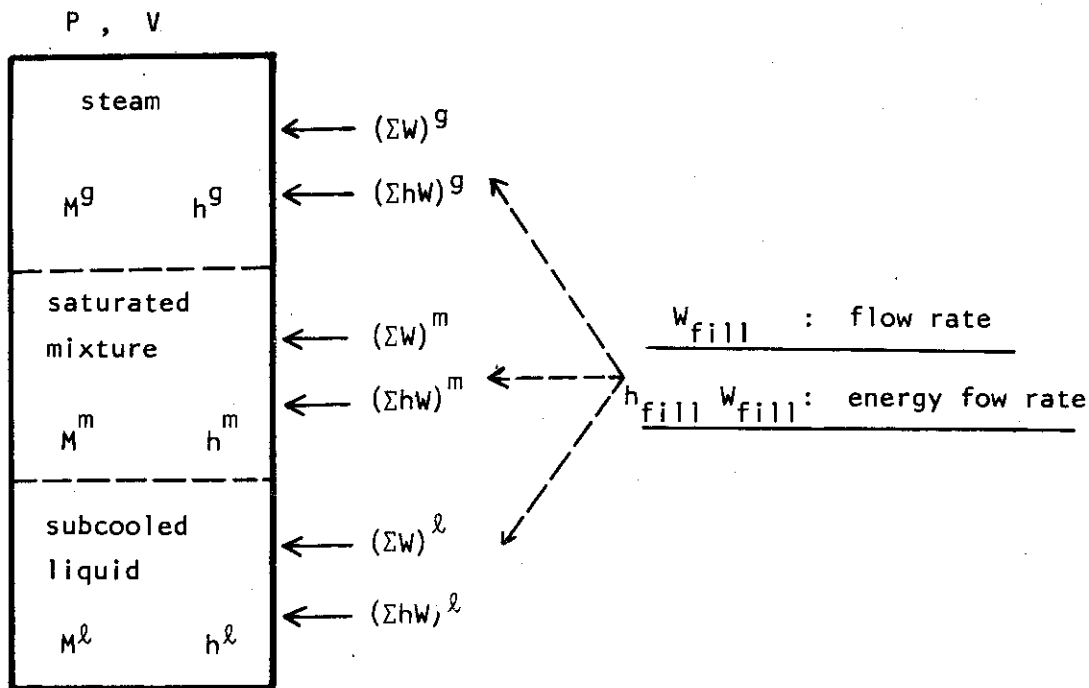 P , V
steam
M^g h^g
saturated
mixture
M^m h^m
subcooled
liquid
M^ℓ h^ℓ
(ΣW)^g
(ΣhW)^g
(ΣW)^m
(ΣhW)^m
(ΣW)^ℓ
(ΣhW,^ℓ
W_fill : flow rate
h_fill W_fill: energy fow rate